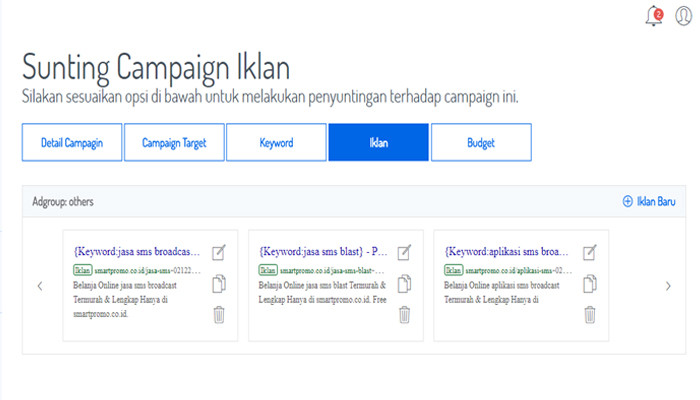 2
Sunting Campaign Iklan
Silakan sesuaikan opsi di bawah untuk melakukan penyuntingan terhadap campaign ini.
Detail Campagin
Campaign Target
Keyword
Iklan
Budget
Adgroup: others
Iklan Baru
{Keyword:jasa sms broadcas...
Iklan smartpromo.co.id/jasa-sms-02122...
Belanja Online jasa sms broadcast
Termurah & Lengkap Hanya di
smartpromo.co.id.
{Keyword:jasa sms blast} - P...
Iklan smartpromo.co.id/jasa-sms-blast-...
Belanja Online jasa sms blast Termurah &
Lengkap Hanya di smartpromo.co.id. Free
{Keyword:aplikasi sms broa...
Iklan smartpromo.co.id/aplikasi-sms-02...
Belanja Online aplikasi sms broadcast
Termurah & Lengkap Hanya di
smartpromo.co.id.